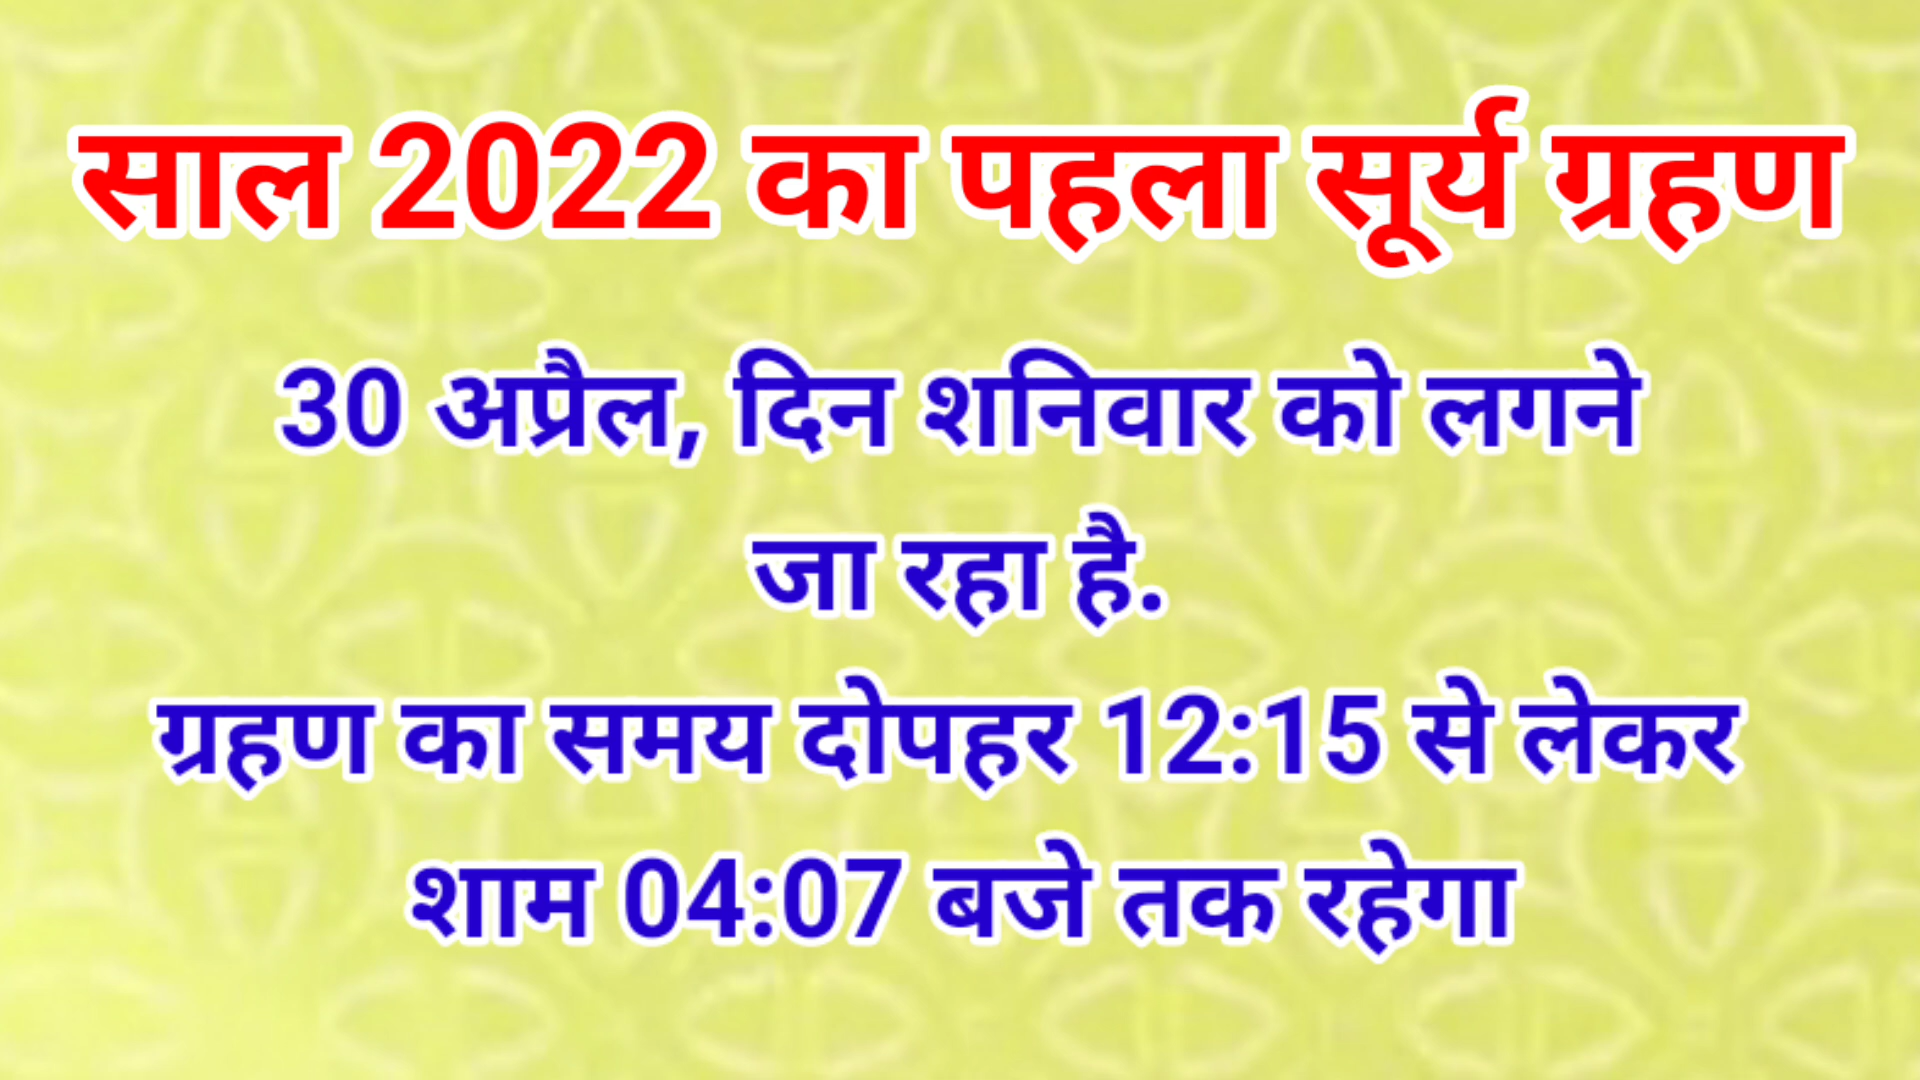 साल 2022 का पहला सूर्य ग्रहण
30 अप्रैल, दिन शनिवार को लगने
जा रहा है.
ग्रहण का समय दोपहर 12:15 से लेकर
शाम 04:07 बजे तक रहेगा